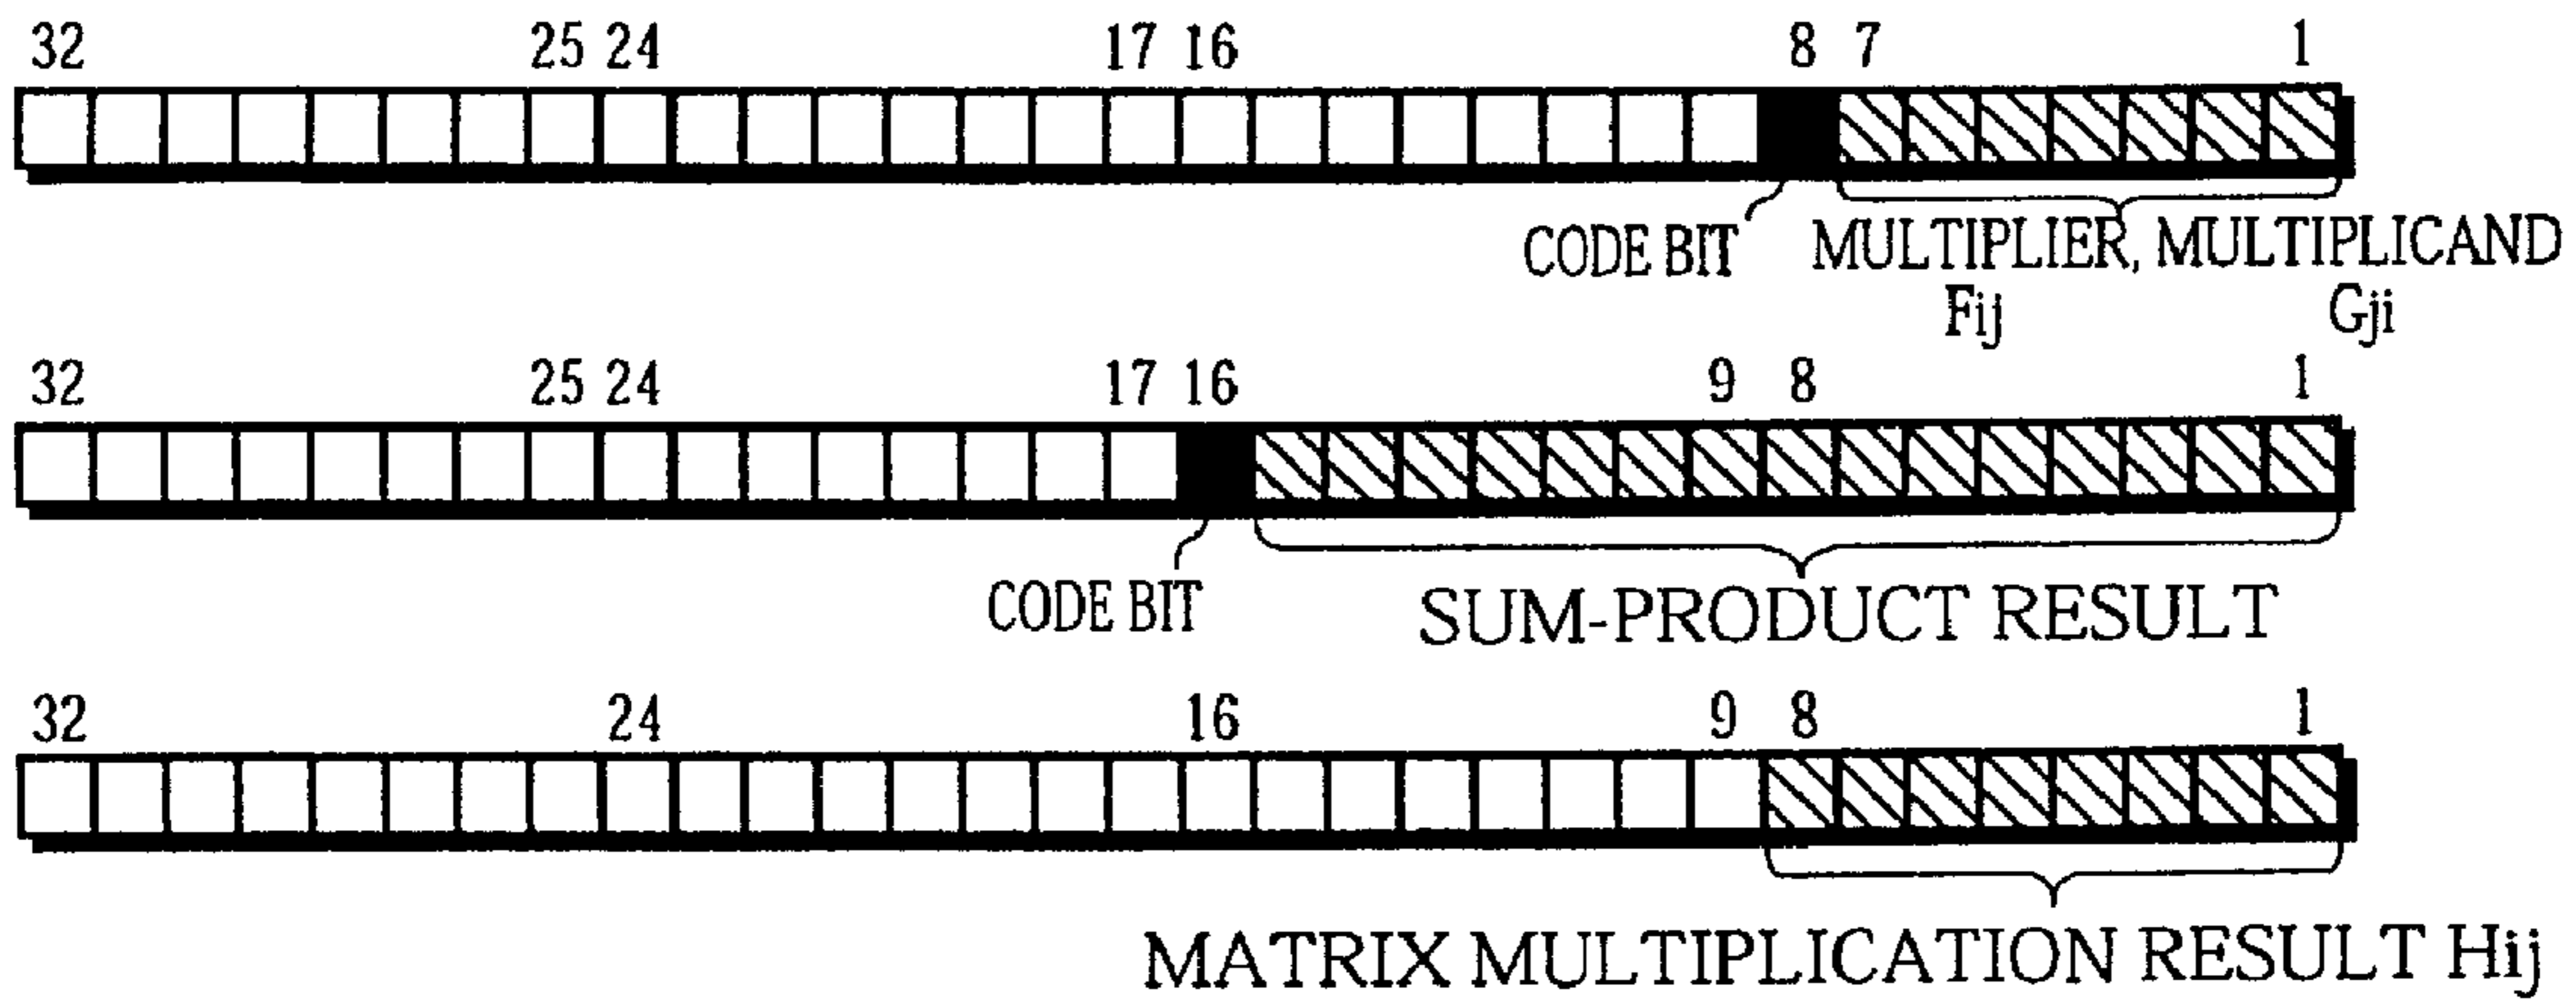 32 25 24 17 16 8 7 1
CODE BIT MULTIPLIER, MULTIPLICAND
Fij Gji
32 25 24 17 16 9 8 1
CODE BIT SUM-PRODUCT RESULT
32 24 16 9 8 1
MATRIX MULTIPLICATION RESULT Hij